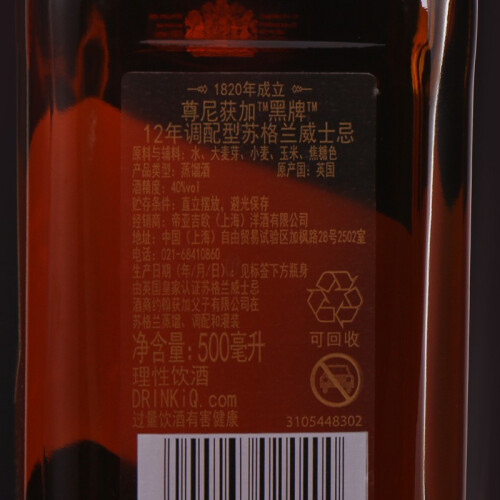 1820年成立
尊尼获加™黑牌™
12年调配型苏格兰威士忌
原料与辅料：水、大麦芽、小麦、玉米、焦糖色
产品类型：蒸馏酒 原产国：英国
酒精度：40%vol
贮存条件：直立摆放，避光保存
经销商：帝亚吉欧（上海）洋酒有限公司
地址：中国（上海）自由贸易试验区加枫路28号2502室
电话：021-68410860
生产日期（年/月/日）：见标签下方瓶身
由英国皇家认证苏格兰威士忌
酒商约翰获加父子有限公司在
苏格兰蒸馏、调配和灌装
净含量：500毫升
可回收
理性饮酒
DRINKiQ.com
过量饮酒有害健康
3105448302